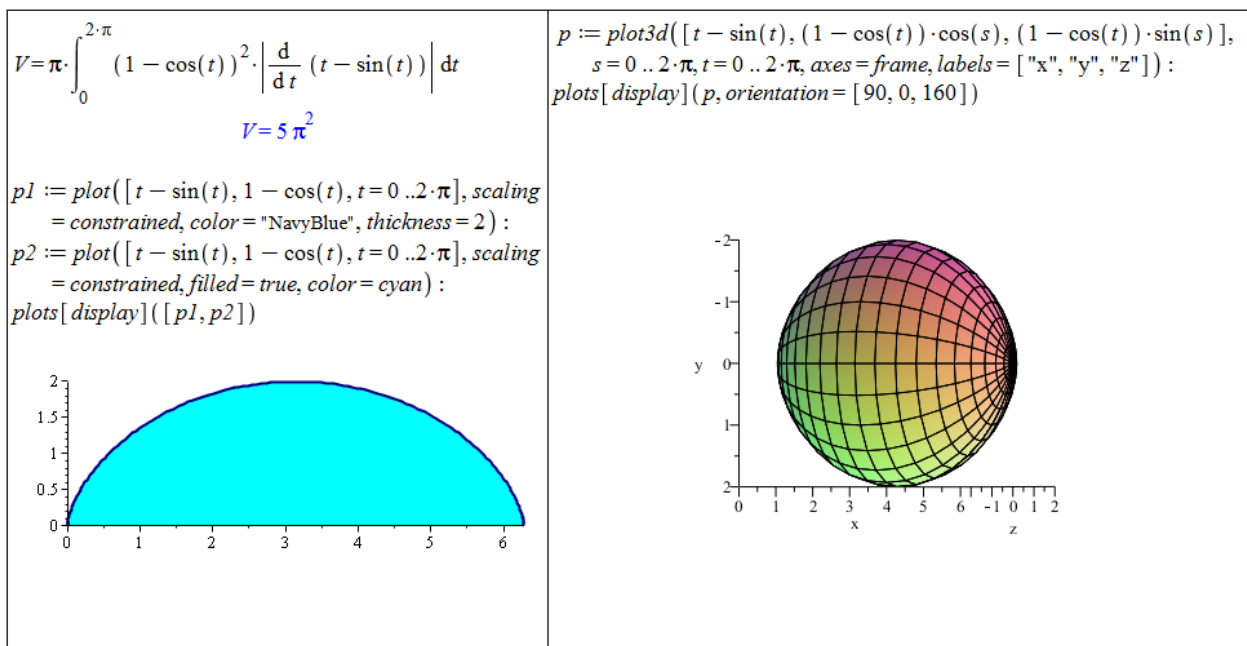 V = π·∫₀^(2·π) (1 − cos(t))²·|d/dt (t − sin(t))| dt
V = 5 π²
p1 := plot([t − sin(t), 1 − cos(t), t = 0 ..2·π], scaling
= constrained, color = "NavyBlue", thickness = 2) :
p2 := plot([t − sin(t), 1 − cos(t), t = 0 ..2·π], scaling
= constrained, filled = true, color = cyan) :
plots[display]([p1, p2])
2
1.5
1
0.5
0
0 1 2 3 4 5 6
p := plot3d([t − sin(t), (1 − cos(t))·cos(s), (1 − cos(t))·sin(s)],
s = 0 .. 2·π, t = 0 .. 2·π, axes = frame, labels = ["x", "y", "z"]) :
plots[display](p, orientation = [90, 0, 160])
-2
-1
y 0
1
2
0 1 2 3 4 5 6 -1 0 1 2
x z